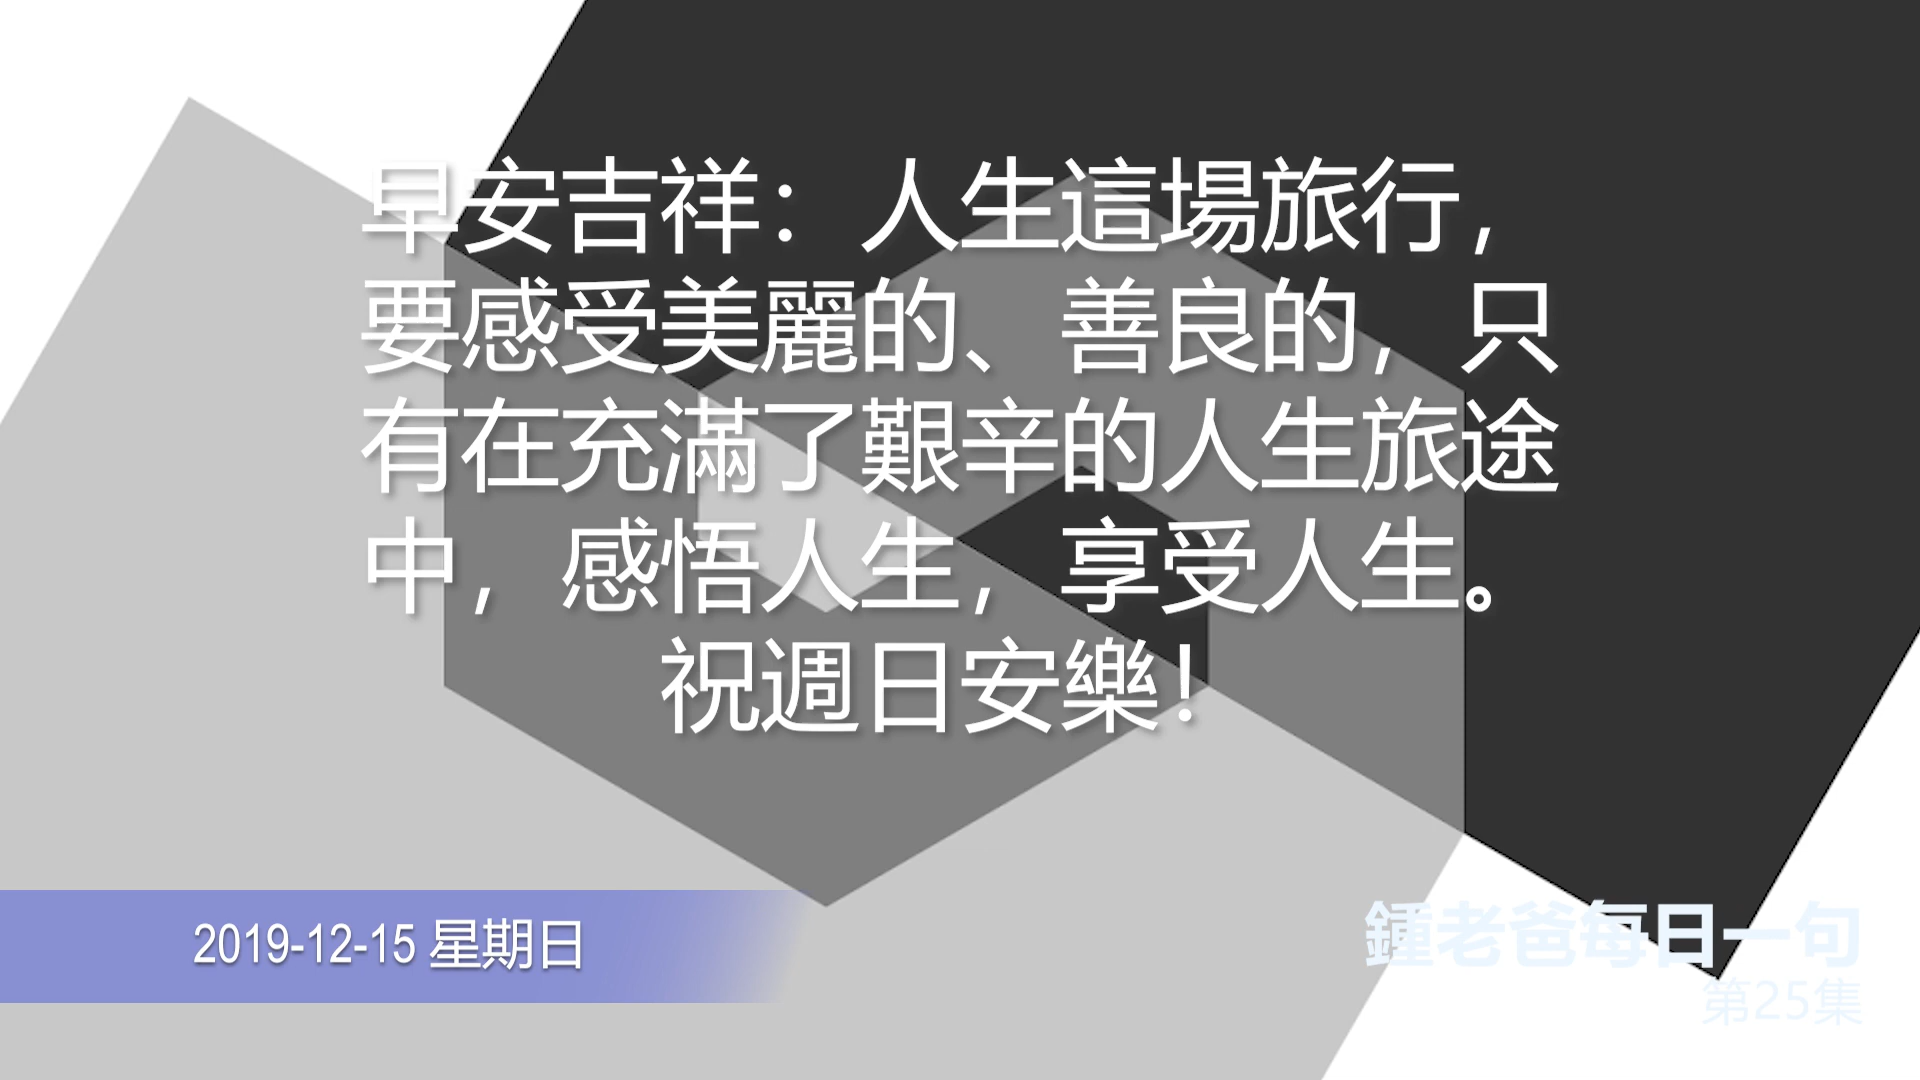 早安吉祥：人生這場旅行，
要感受美麗的、善良的，只
有在充滿了艱辛的人生旅途
中，感悟人生，享受人生。
祝週日安樂！
2019-12-15 星期日
鍾老爸每日一句
第25集